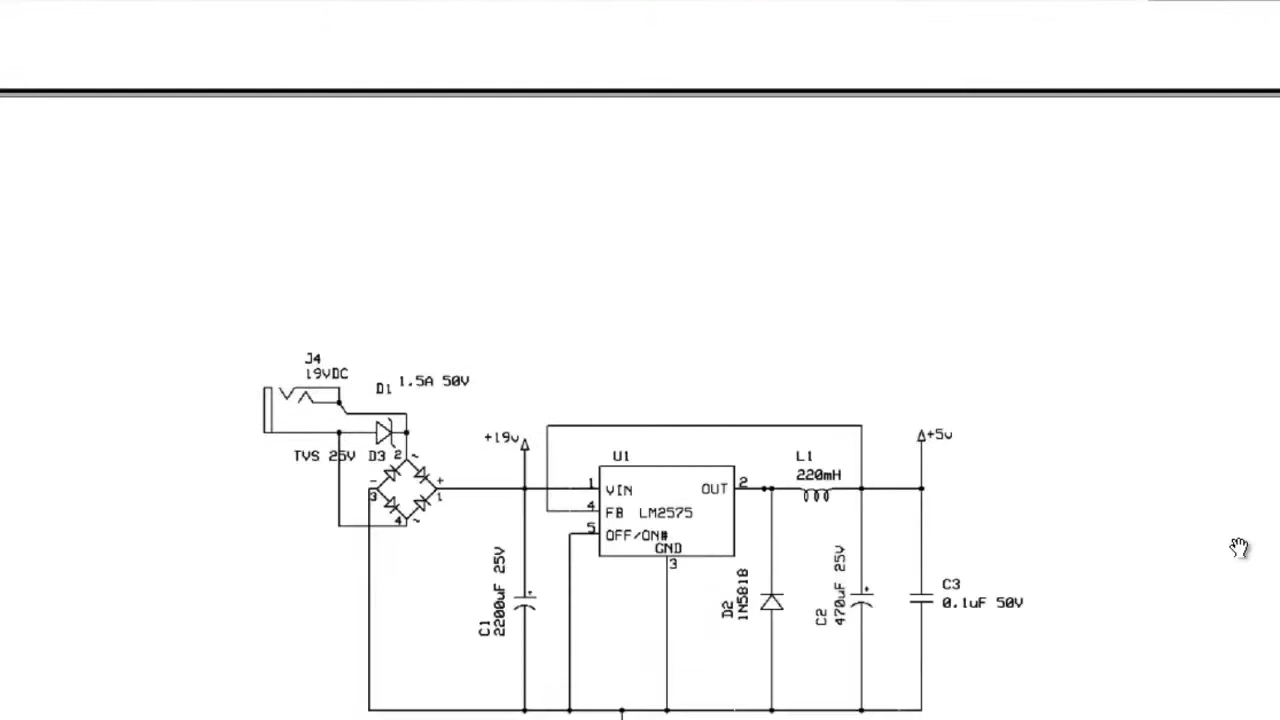 J4
19VDC
D1 1.5A 50V
TVS 25V D3
2 ~
- +
3 1
4 ~
+19v
U1
1 VIN OUT 2
4 FB LM2575
5 OFF/ON#
GND
3
L1
220mH
+5v
C1
2200uF 25V
+
D2
1N5818
C2
470uF 25V
+
C3
0.1uF 50V